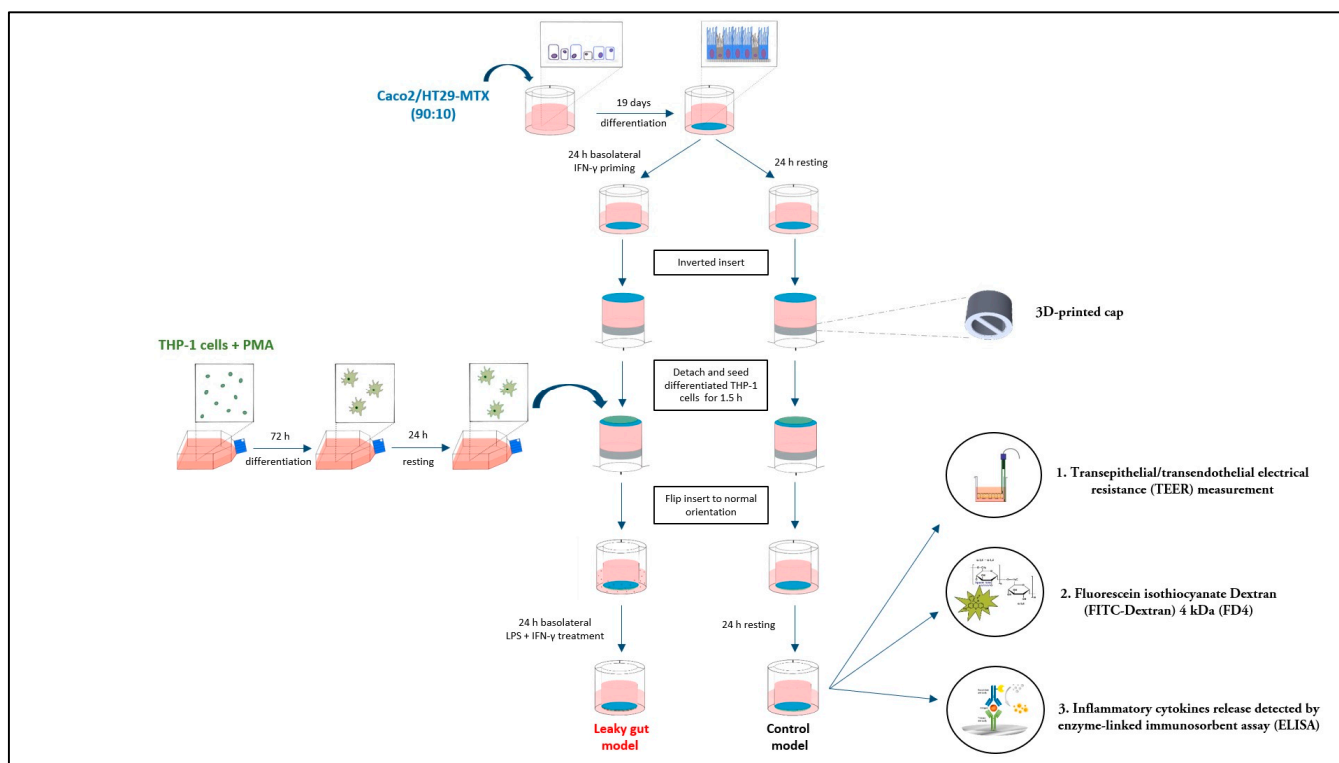 Caco2/HT29-MTX
(90:10)
19 days
differentiation
24 h basolateral
IFN-γ priming
24 h resting
Inverted insert
3D-printed cap
THP-1 cells + PMA
72 h
differentiation
24 h
resting
Detach and seed
differentiated THP-1
cells for 1.5 h
Flip insert to normal
orientation
24 h basolateral
LPS + IFN-γ treatment
24 h resting
Leaky gut
model
Control
model
1. Transepithelial/transendothelial electrical
resistance (TEER) measurement
2. Fluorescein isothiocyanate Dextran
(FITC-Dextran) 4 kDa (FD4)
3. Inflammatory cytokines release detected by
enzyme-linked immunosorbent assay (ELISA)